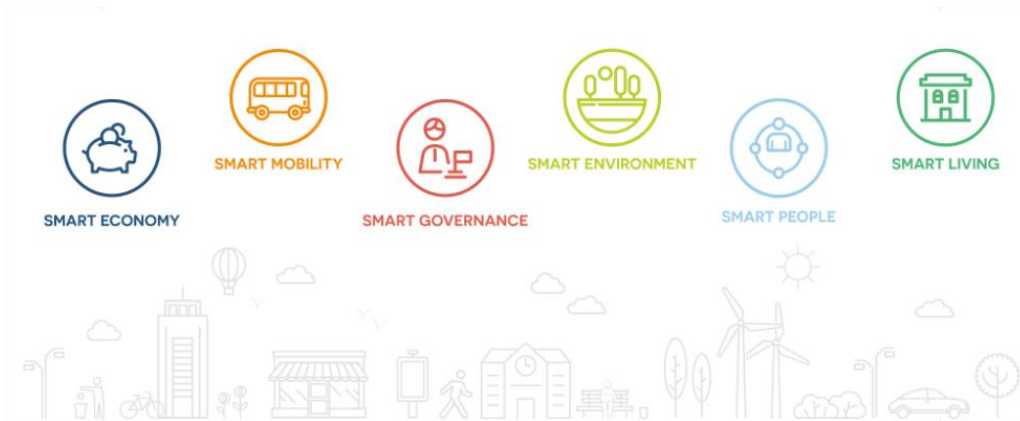 SMART ECONOMY
SMART MOBILITY
SMART GOVERNANCE
SMART ENVIRONMENT
SMART PEOPLE
SMART LIVING